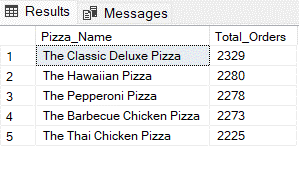 Results Messages
Pizza_Name Total_Orders
1 The Classic Deluxe Pizza 2329
2 The Hawaiian Pizza 2280
3 The Pepperoni Pizza 2278
4 The Barbecue Chicken Pizza 2273
5 The Thai Chicken Pizza 2225